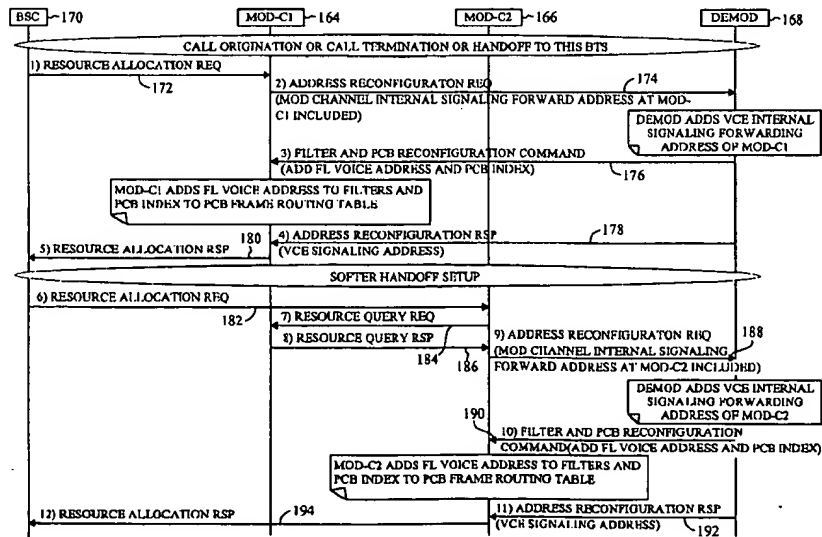 BSC 170 MOD-C1 164 MOD-C2 166 DEMOD 168
CALL ORIGINATION OR CALL TERMINATION OR HANDOFF TO THIS BTS
1) RESOURCE ALLOCATION REQ
172
2) ADDRESS RECONFIGURATON REQ 174
(MOD CHANNEL INTERNAL SIGNALING FORWARD ADDRESS AT MOD-
C1 INCLUDED)
DEMOD ADDS VCE INTERNAL
SIGNALING FORWARDING
ADDRESS OF MOD-C1
3) FILTER AND PCB RECONFIGURATION COMMAND
(ADD FL VOICE ADDRESS AND PCB INDEX) 176
MOD-C1 ADDS FL VOICE ADDRESS TO FILTERS AND
PCB INDEX TO PCB FRAME ROUTING TABLE
4) ADDRESS RECONFIGURATION RSP 178
(VCE SIGNALING ADDRESS)
5) RESOURCE ALLOCATION RSP 180
SOFTER HANDOFF SETUP
6) RESOURCE ALLOCATION REQ
182
7) RESOURCE QUERY REQ
184
8) RESOURCE QUERY RSP
186
9) ADDRESS RECONFIGURATON REQ 188
(MOD CHANNEL INTERNAL SIGNALING
FORWARD ADDRESS AT MOD-C2 INCLUDED)
DEMOD ADDS VCE INTERNAL
SIGNALING FORWARDING
ADDRESS OF MOD-C2
190
10) FILTER AND PCB RECONFIGURATION
COMMAND(ADD FL VOICE ADDRESS AND PCB INDEX)
MOD-C2 ADDS FL VOICE ADDRESS TO FILTERS AND
PCB INDEX TO PCB FRAME ROUTING TABLE
11) ADDRESS RECONFIGURATION RSP
(VCE SIGNALING ADDRESS) 192
12) RESOURCE ALLOCATION RSP 194